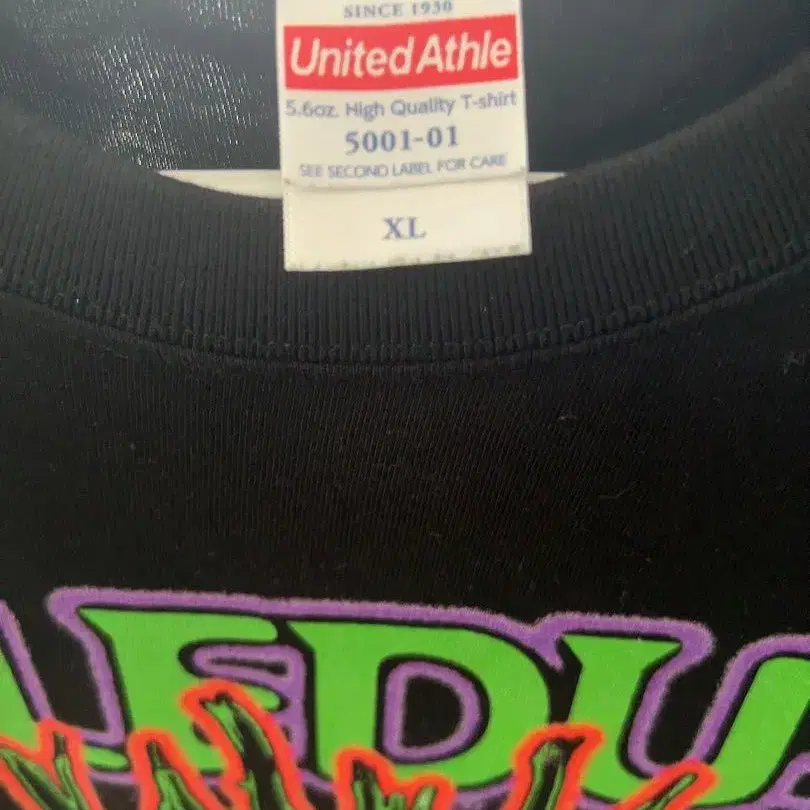 SINCE 1930
United Athle
5.6oz. High Quality T-shirt
5001-01
SEE SECOND LABEL FOR CARE
XL